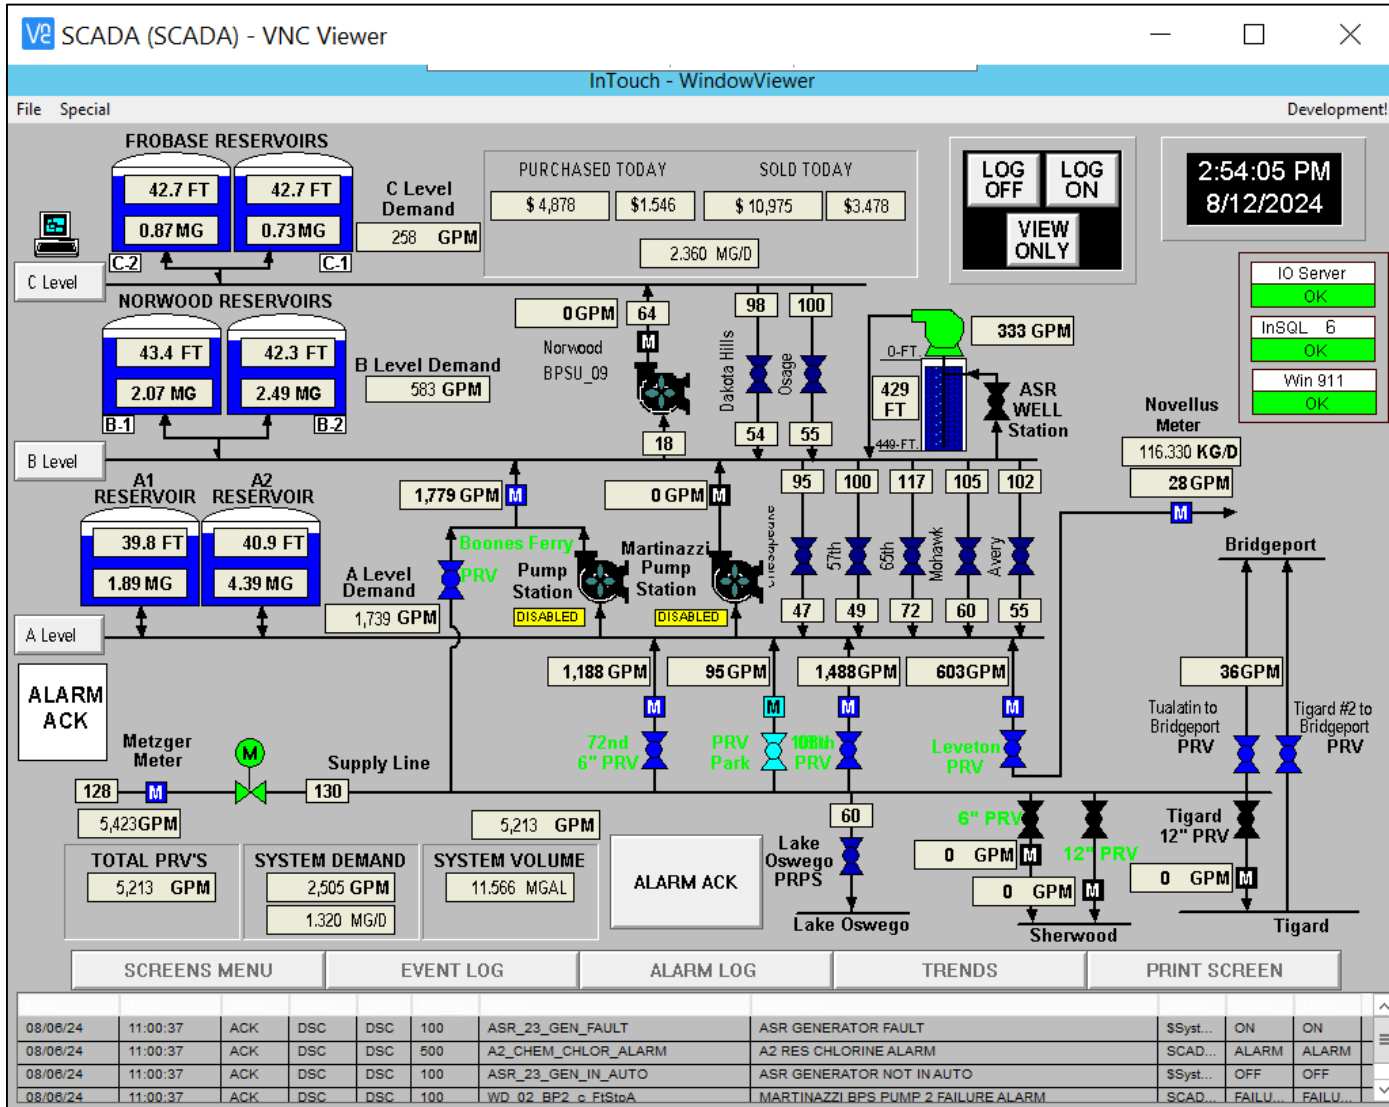 SCADA (SCADA) - VNC Viewer
InTouch - WindowViewer
File Special Development!
FROBASE RESERVOIRS
42.7 FT 42.7 FT
0.87 MG 0.73 MG
C-2 C-1
C Level
Demand
258 GPM
C Level
PURCHASED TODAY SOLD TODAY
$ 4,878 $1.546 $ 10,975 $3.478
2.360 MG/D
LOG OFF
LOG ON
VIEW ONLY
2:54:05 PM
8/12/2024
IO Server
OK
InSQL 6
OK
Win 911
OK
NORWOOD RESERVOIRS
43.4 FT 42.3 FT
2.07 MG 2.49 MG
B-1 B-2
B Level Demand
583 GPM
B Level
0 GPM 64
M
Norwood
BPSU_09
18
98 100
Dakota Hills
Osage
54 55
333 GPM
0-FT.
429 FT
449-FT.
ASR
WELL
Station
Novellus
Meter
116.330 KG/D
28 GPM
M
A1 RESERVOIR
A2 RESERVOIR
39.8 FT 40.9 FT
1.89 MG 4.39 MG
A Level
Demand
1,739 GPM
A Level
1,779 GPM M
Boones Ferry
PRV
Pump
Station
DISABLED
0 GPM M
Martinazzi
Pump
Station
DISABLED
95 100 117 105 102
57th
65th
Mohawk
Avery
47 49 72 60 55
Bridgeport
1,188 GPM 95 GPM 1,488 GPM 603 GPM 36 GPM
M M M M
72nd
6" PRV
PRV
Park
PRV
Leveton
PRV
Tualatin to
Bridgeport
PRV
Tigard #2 to
Bridgeport
PRV
ALARM
ACK
Metzger
Meter
M
Supply Line
128 M 130
5,423 GPM
5,213 GPM
60
Lake
Oswego
PRPS
Lake Oswego
6" PRV
12" PRV
0 GPM M
0 GPM M
Sherwood
Tigard
12" PRV
0 GPM M
Tigard
TOTAL PRV'S
5,213 GPM
SYSTEM DEMAND
2,505 GPM
1.320 MG/D
SYSTEM VOLUME
11.566 MGAL
ALARM ACK
SCREENS MENU EVENT LOG ALARM LOG TRENDS PRINT SCREEN
08/06/24 11:00:37 ACK DSC DSC 100 ASR_23_GEN_FAULT ASR GENERATOR FAULT $Syst... ON ON
08/06/24 11:00:37 ACK DSC DSC 500 A2_CHEM_CHLOR_ALARM A2 RES CHLORINE ALARM SCAD... ALARM ALARM
08/06/24 11:00:37 ACK DSC DSC 100 ASR_23_GEN_IN_AUTO ASR GENERATOR NOT IN AUTO $Syst... OFF OFF
08/06/24 11:00:37 ACK DSC DSC 100 WD_02_BP2_c_FtStpA MARTINAZZI BPS PUMP 2 FAILURE ALARM SCAD... FAILU... FAILU...